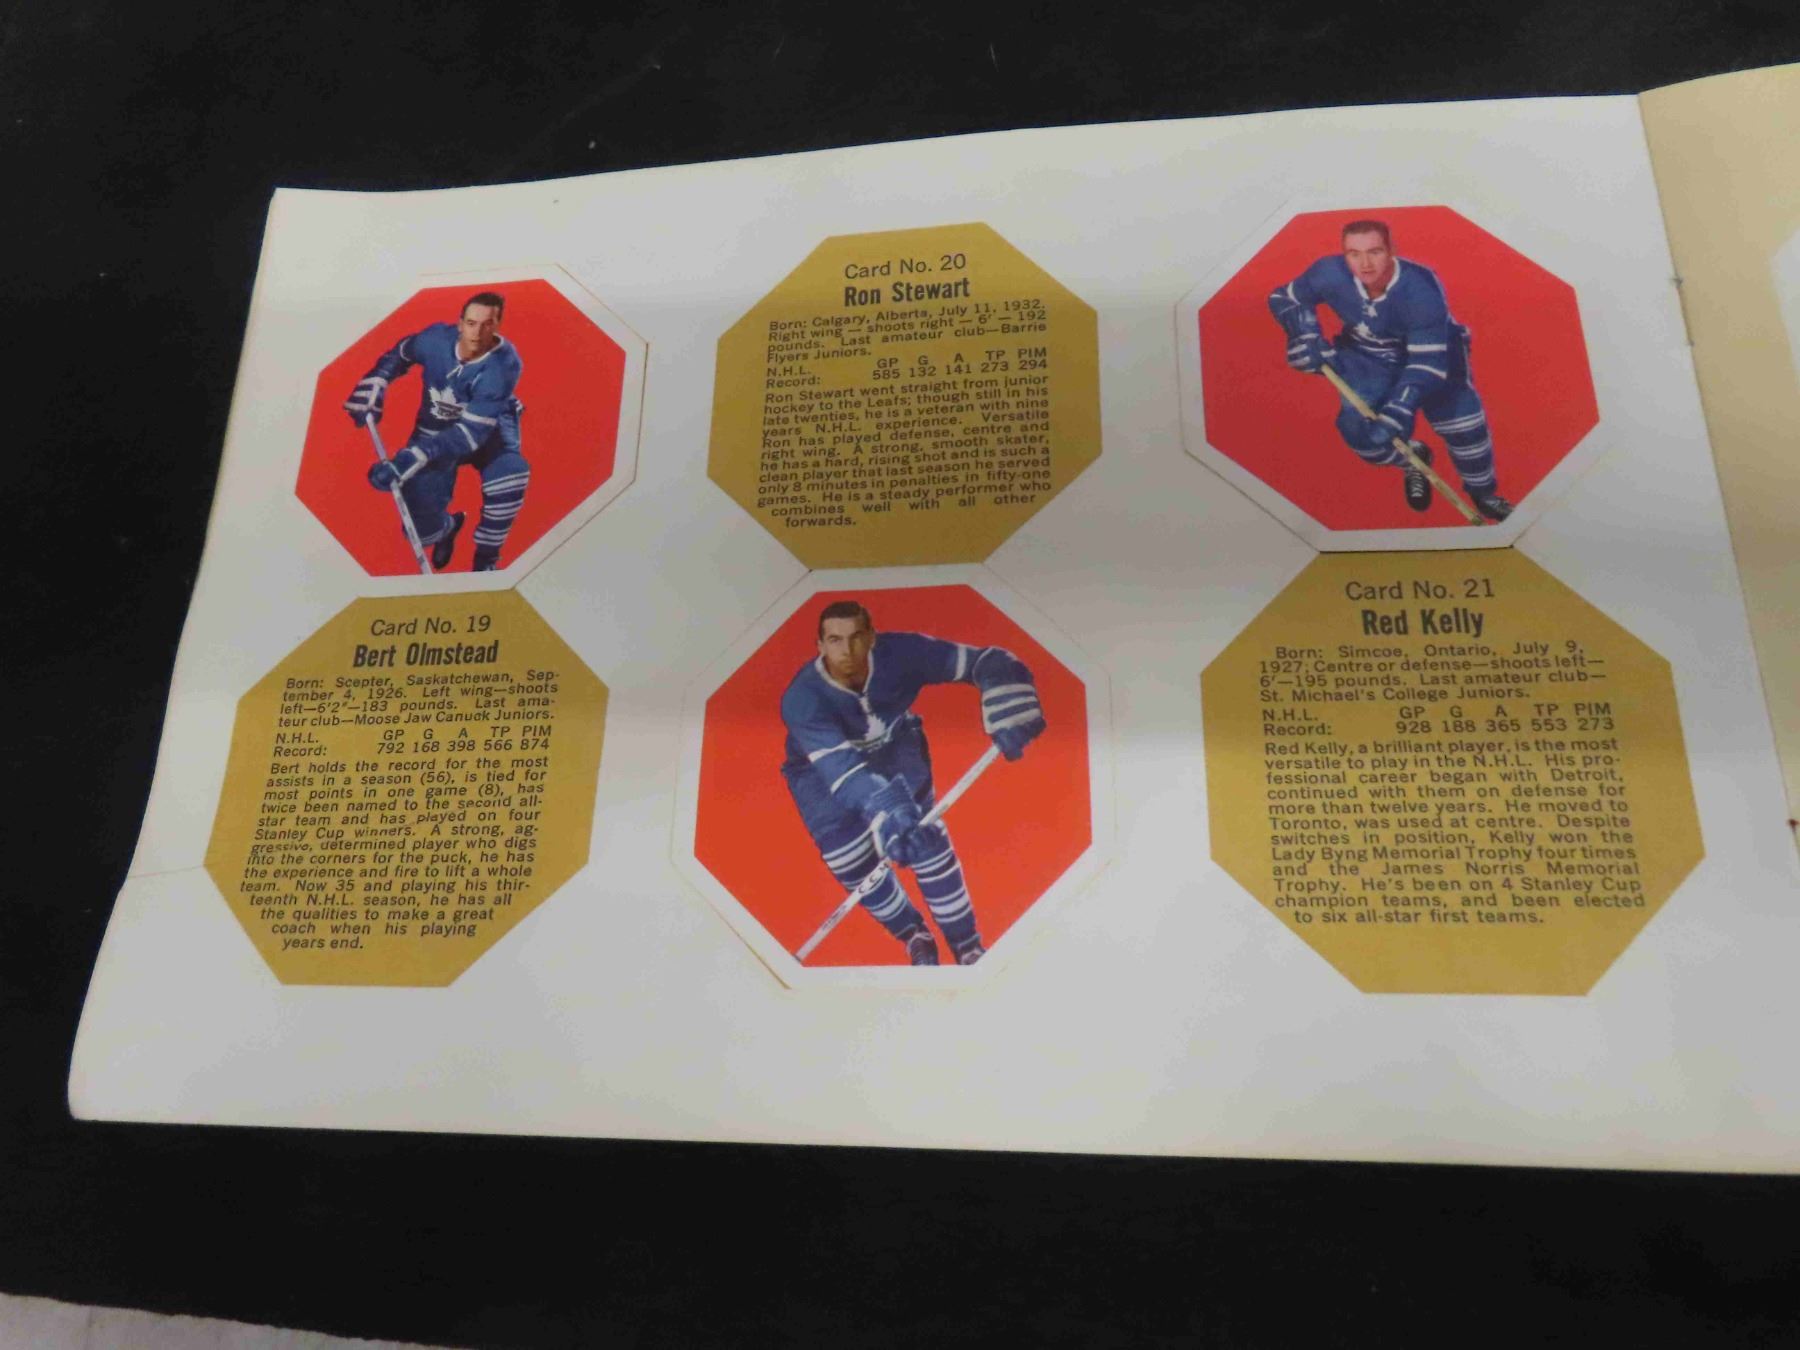 Card No. 19
Bert Olmstead
Born: Scepter, Saskatchewan, Sep-
tember 4, 1926. Left wing—shoots
left—6'2"—183 pounds. Last ama-
teur club—Moose Jaw Canuck Juniors.
N.H.L. GP G A TP PIM
Record: 792 168 398 566 874
Bert holds the record for the most
assists in a season (56), is tied for
most points in one game (8), has
twice been named to the second all-
star team and has played on four
Stanley Cup winners. A strong, ag-
gressive, determined player who digs
into the corners for the puck, he has
the experience and fire to lift a whole
team. Now 35 and playing his thir-
teenth N.H.L. season, he has all
the qualities to make a great
coach when his playing
years end.
Card No. 20
Ron Stewart
Born: Calgary, Alberta, July 11, 1932.
Right wing — shoots right — 6' — 192
pounds. Last amateur club—Barrie
Flyers Juniors.
N.H.L. GP G A TP PIM
Record: 585 132 141 273 294
Ron Stewart went straight from junior
hockey to the Leafs; though still in his
late twenties, he is a veteran with nine
years N.H.L. experience. Versatile
Ron has played defense, centre and
right wing. A strong, smooth skater,
he has a hard, rising shot and is such a
clean player that last season he served
only 8 minutes in penalties in fifty-one
games. He is a steady performer who
combines well with all other
forwards.
CCM
Card No. 21
Red Kelly
Born: Simcoe, Ontario, July 9,
1927; Centre or defense—shoots left—
6'—195 pounds. Last amateur club—
St. Michael's College Juniors.
N.H.L. GP G A TP PIM
Record: 928 188 365 553 273
Red Kelly, a brilliant player, is the most
versatile to play in the N.H.L. His pro-
fessional career began with Detroit,
continued with them on defense for
more than twelve years. He moved to
Toronto, was used at centre. Despite
switches in position, Kelly won the
Lady Byng Memorial Trophy four times
and the James Norris Memorial
Trophy. He's been on 4 Stanley Cup
champion teams, and been elected
to six all-star first teams.